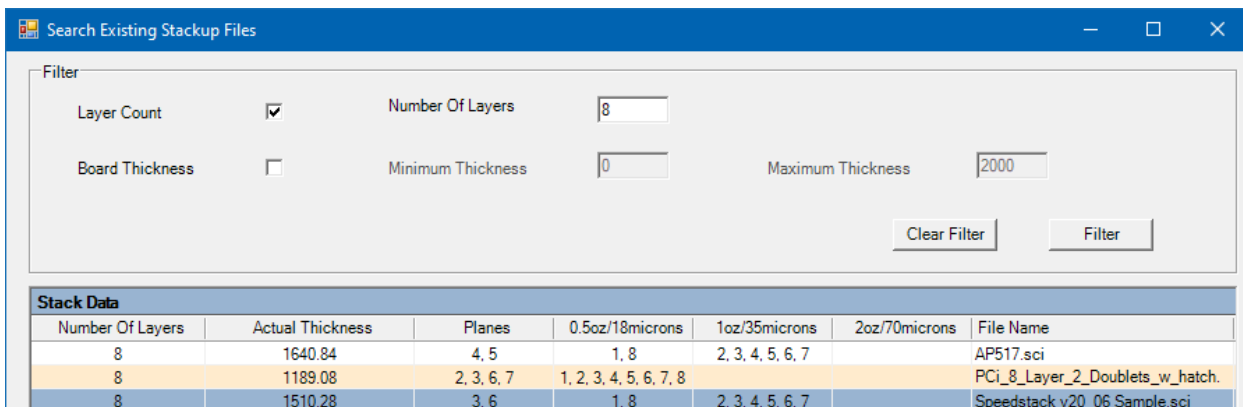 Search Existing Stackup Files
Filter
Layer Count Number Of Layers 8
Board Thickness Minimum Thickness 0 Maximum Thickness 2000
Clear Filter Filter
Stack Data
Number Of Layers Actual Thickness Planes 0.5oz/18microns 1oz/35microns 2oz/70microns File Name
8 1640.84 4, 5 1, 8 2, 3, 4, 5, 6, 7 AP517.sci
8 1189.08 2, 3, 6, 7 1, 2, 3, 4, 5, 6, 7, 8 PCi_8_Layer_2_Doublets_w_hatch.
8 1510.28 3, 6 1, 8 2, 3, 4, 5, 6, 7 Speedstack v20_06 Sample.sci